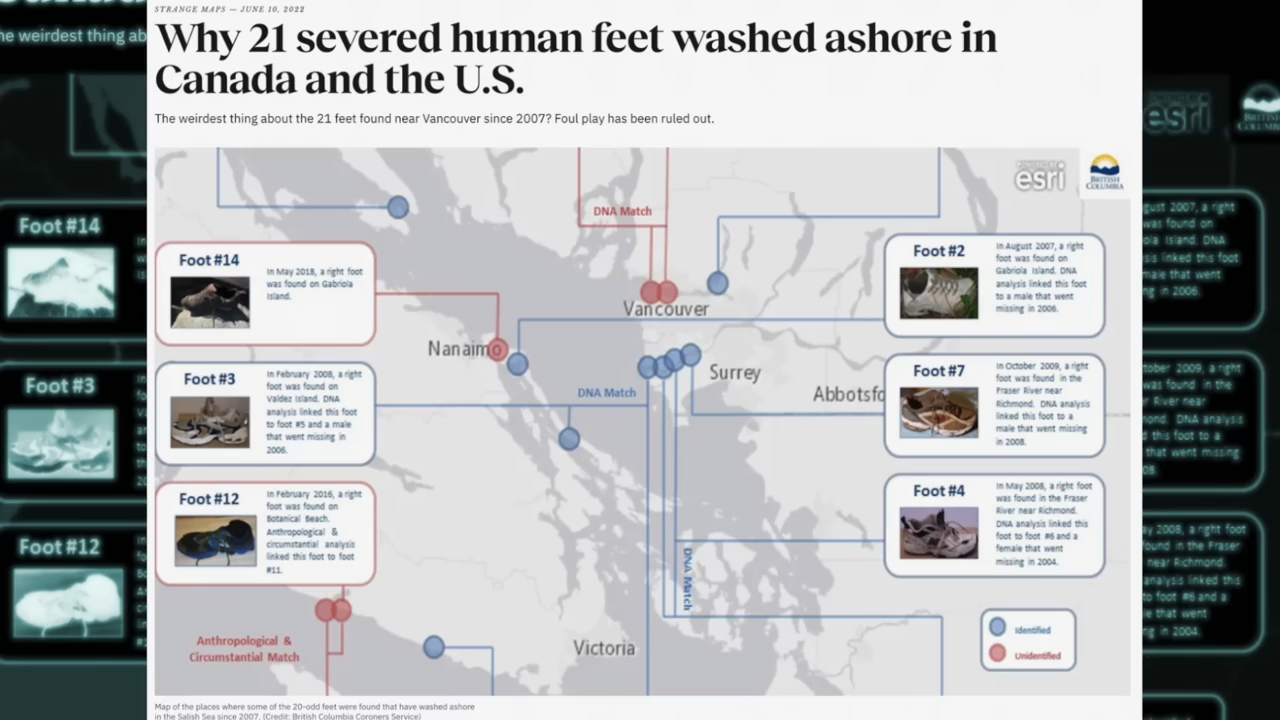 STRANGE MAPS — JUNE 10, 2022
Why 21 severed human feet washed ashore in
Canada and the U.S.
The weirdest thing about the 21 feet found near Vancouver since 2007? Foul play has been ruled out.
esri
BRITISH
COLUMBIA
DNA Match
Foot #14
In May 2018, a right
foot was found on
Gabriola
Island.
Foot #2
In August 2007, a right
foot was found on
Gabriola Island. DNA
analysis linked this foot
to a male that went
missing in 2006.
Vancouver
Nanaimo
Surrey
Abbotsfo
Foot #3
In February 2008, a right
foot was found on
Valdez Island. DNA
analysis linked this foot
to foot #5 and a male
that went missing in
2006.
DNA Match
Foot #7
In October 2009, a right
foot was found in the
Fraser River near
Richmond. DNA analysis
linked this foot to a
male that went missing
in 2008.
Foot #12
In February 2016, a right
foot was found on
Botanical Beach.
Anthropological &
circumstantial analysis
linked this foot to foot
#11.
Foot #4
In May 2008, a right foot
was found in the Fraser
River near Richmond.
DNA analysis linked this
foot to foot #6 and a
female that went
missing in 2004.
DNA Match
Anthropological &
Circumstantial Match
Victoria
Identified
Unidentified
Map of the places where some of the 20-odd feet were found that have washed ashore
in the Salish Sea since 2007. (Credit: British Columbia Coroners Service)
he weirdest thing ab
Foot #14
Foot #3
Foot #12
esri